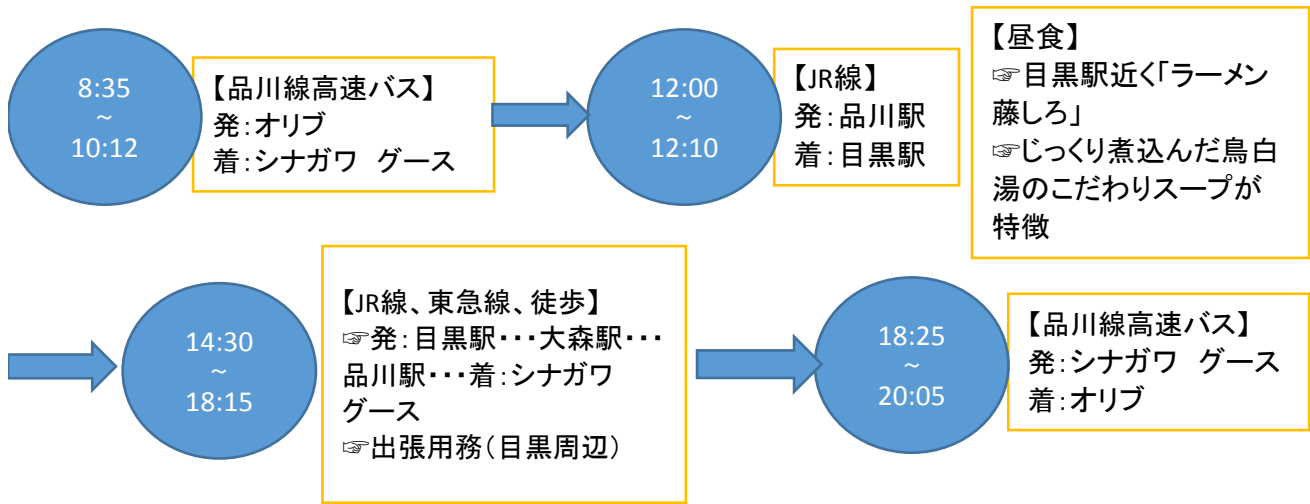 8:35
~
10:12
【品川線高速バス】
発：オリブ
着：シナガワ グース
12:00
~
12:10
【JR線】
発：品川駅
着：目黒駅
【昼食】
☞目黒駅近く「ラーメン
藤しろ」
☞じっくり煮込んだ鳥白
湯のこだわりスープが
特徴
14:30
~
18:15
【JR線、東急線、徒歩】
☞発：目黒駅・・・大森駅・・・
品川駅・・・着：シナガワ
グース
☞出張用務（目黒周辺）
18:25
~
20:05
【品川線高速バス】
発：シナガワ グース
着：オリブ